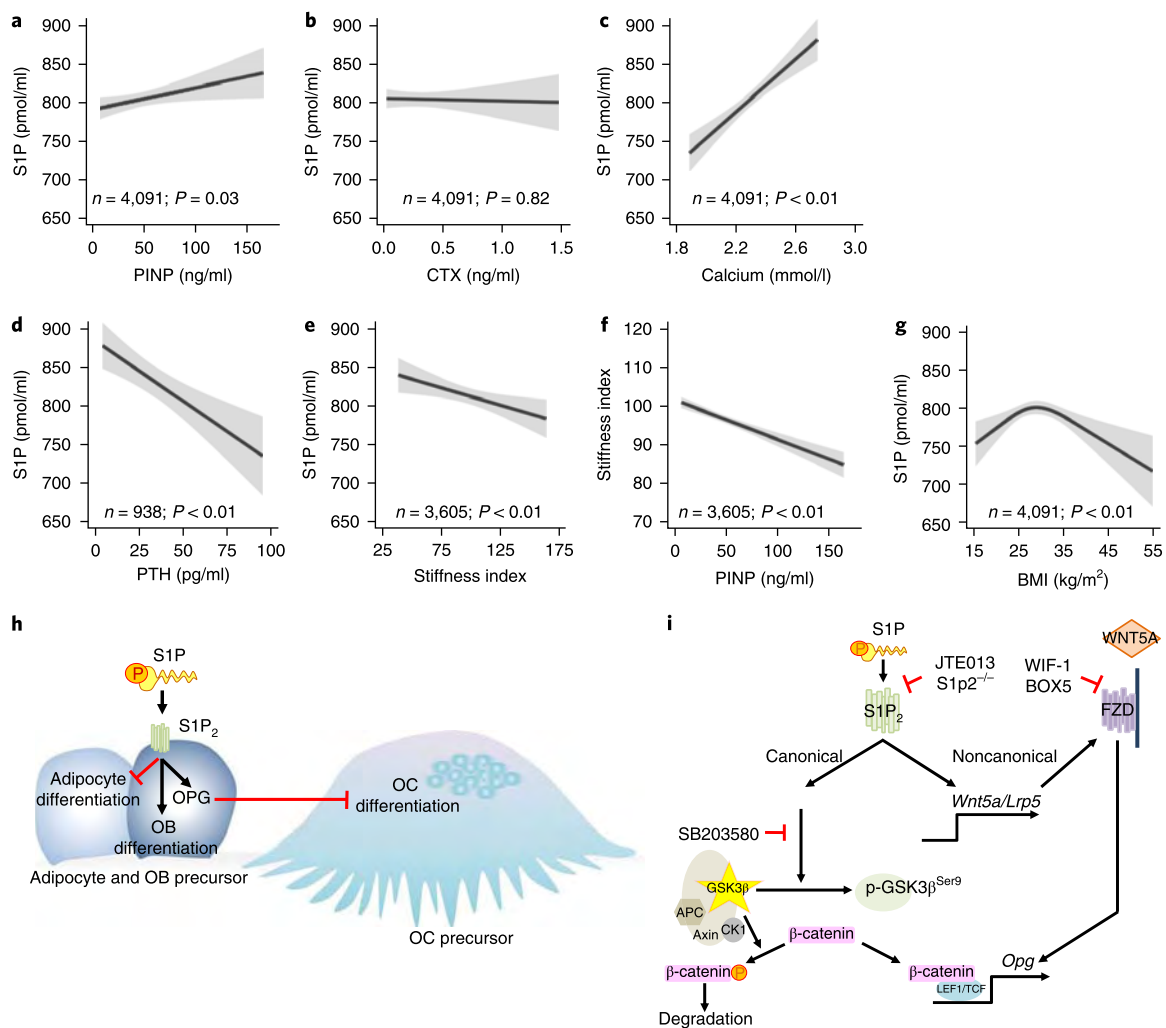 a
900
850
800
750
700
650
S1P (pmol/ml)
n = 4,091; P = 0.03
0 50 100 150
PINP (ng/ml)
b
900
850
800
750
700
650
S1P (pmol/ml)
n = 4,091; P = 0.82
0.0 0.5 1.0 1.5
CTX (ng/ml)
c
900
850
800
750
700
650
S1P (pmol/ml)
n = 4,091; P < 0.01
1.8 2.2 2.6 3.0
Calcium (mmol/l)
d
900
850
800
750
700
650
S1P (pmol/ml)
n = 938; P < 0.01
0 25 50 75 100
PTH (pg/ml)
e
900
850
800
750
700
650
S1P (pmol/ml)
n = 3,605; P < 0.01
25 75 125 175
Stiffness index
f
120
110
100
90
80
70
Stiffness index
n = 3,605; P < 0.01
0 50 100 150
PINP (ng/ml)
g
900
850
800
750
700
650
S1P (pmol/ml)
n = 4,091; P < 0.01
15 25 35 45 55
BMI (kg/m²)
h
S1P
P
S1P₂
Adipocyte
differentiation
OPG
OB
differentiation
Adipocyte and OB precursor
OC
differentiation
OC precursor
i
S1P
P
S1P₂
JTE013
S1p2⁻/⁻
WIF-1
BOX5
WNT5A
FZD
Canonical
Noncanonical
Wnt5a/Lrp5
SB203580
GSK3β
p-GSK3βSer9
APC
Axin
CK1
β-catenin
β-catenin P
Degradation
β-catenin
LEF1/TCF
Opg